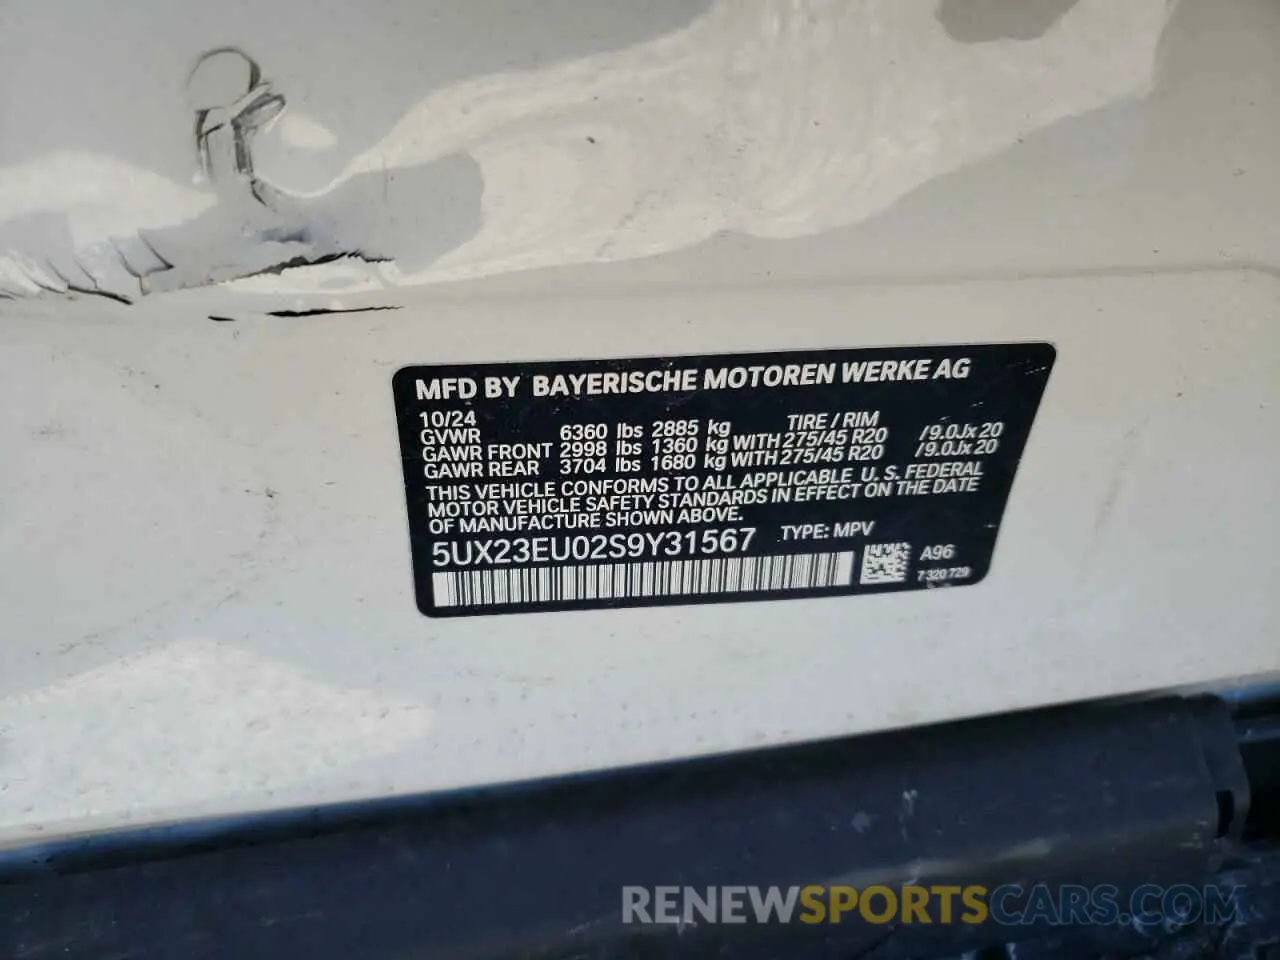 MFD BY BAYERISCHE MOTOREN WERKE AG
10/24
GVWR 6360 lbs 2885 kg TIRE / RIM
GAWR FRONT 2998 lbs 1360 kg WITH 275/45 R20 /9.0Jx20
GAWR REAR 3704 lbs 1680 kg WITH 275/45 R20 /9.0Jx20
THIS VEHICLE CONFORMS TO ALL APPLICABLE U. S. FEDERAL
MOTOR VEHICLE SAFETY STANDARDS IN EFFECT ON THE DATE
OF MANUFACTURE SHOWN ABOVE.
5UX23EU02S9Y31567 TYPE: MPV
A96
7 320 729
RENEWSPORTSCARS.COM